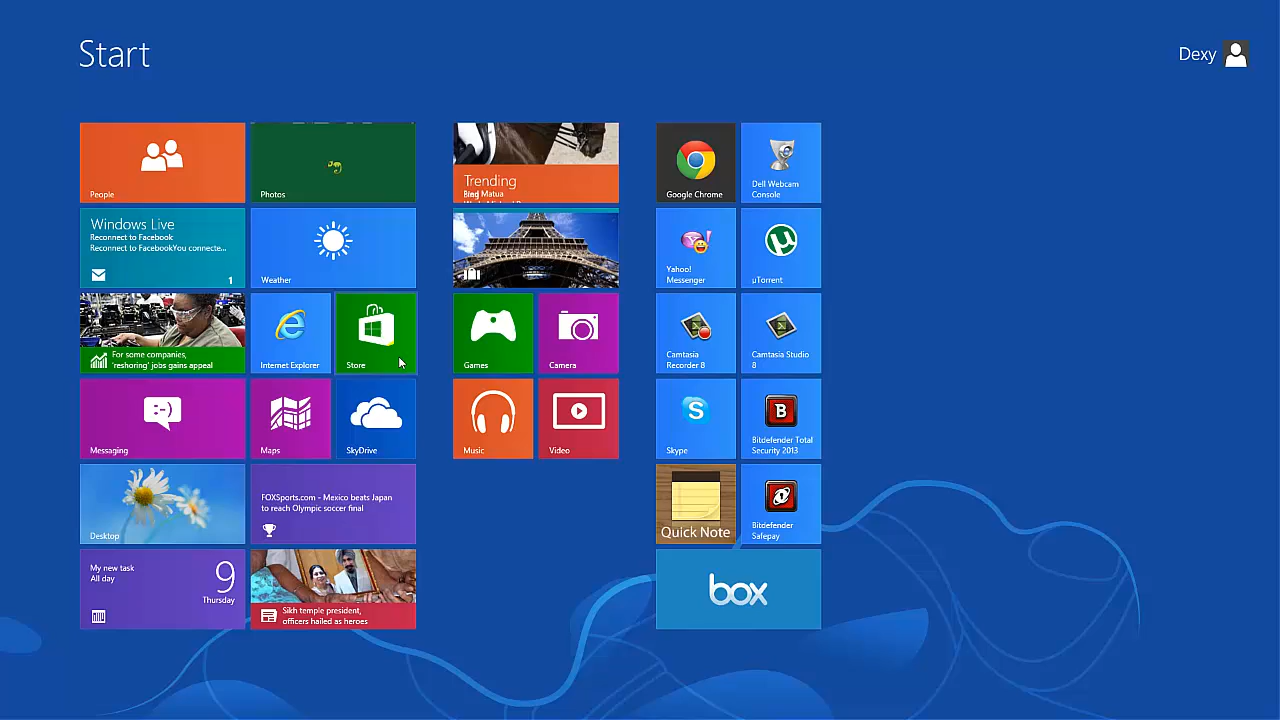 Start
Dexy
People
Photos
Windows Live
Reconnect to Facebook
Reconnect to FacebookYou connecte...
1
Weather
For some companies,
'reshoring' jobs gains appeal
Internet Explorer
Store
Messaging
Maps
SkyDrive
Desktop
FOXSports.com - Mexico beats Japan
to reach Olympic soccer final
My new task
All day
9
Thursday
Sikh temple president,
officers hailed as heroes
Trending
Matua
Games
Camera
Music
Video
Google Chrome
Dell Webcam
Console
Yahoo!
Messenger
µTorrent
Camtasia
Recorder 8
Camtasia Studio
8
Skype
Bitdefender Total
Security 2013
Quick Note
Bitdefender
Safepay
box